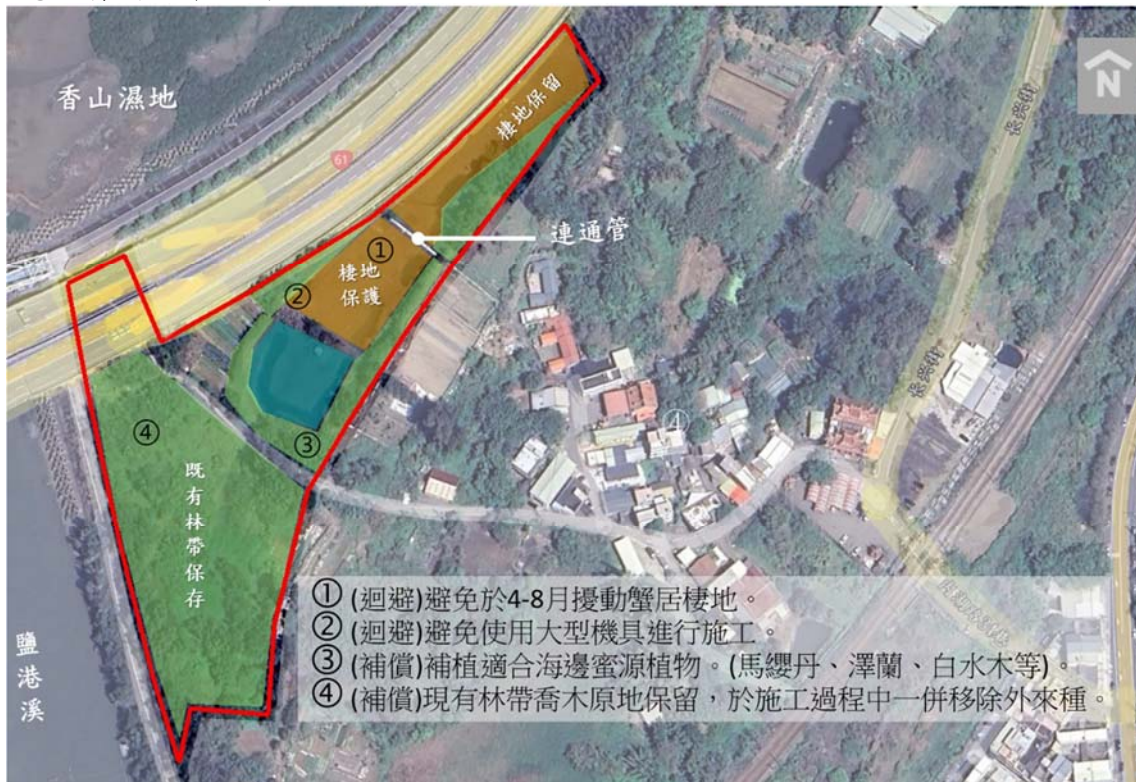 香山濕地
61
N
棲地保留
長興街
連通管
①
棲地
保護
②
③
④
④
長興街
既有林帶保存
鹽港溪
① (迴避)避免於4-8月擾動蟹居棲地。
② (迴避)避免使用大型機具進行施工。
③ (補償)補植適合海邊蜜源植物。(馬纓丹、澤蘭、白水木等)。
④ (補償)現有林帶喬木原地保留，於施工過程中一併移除外來種。